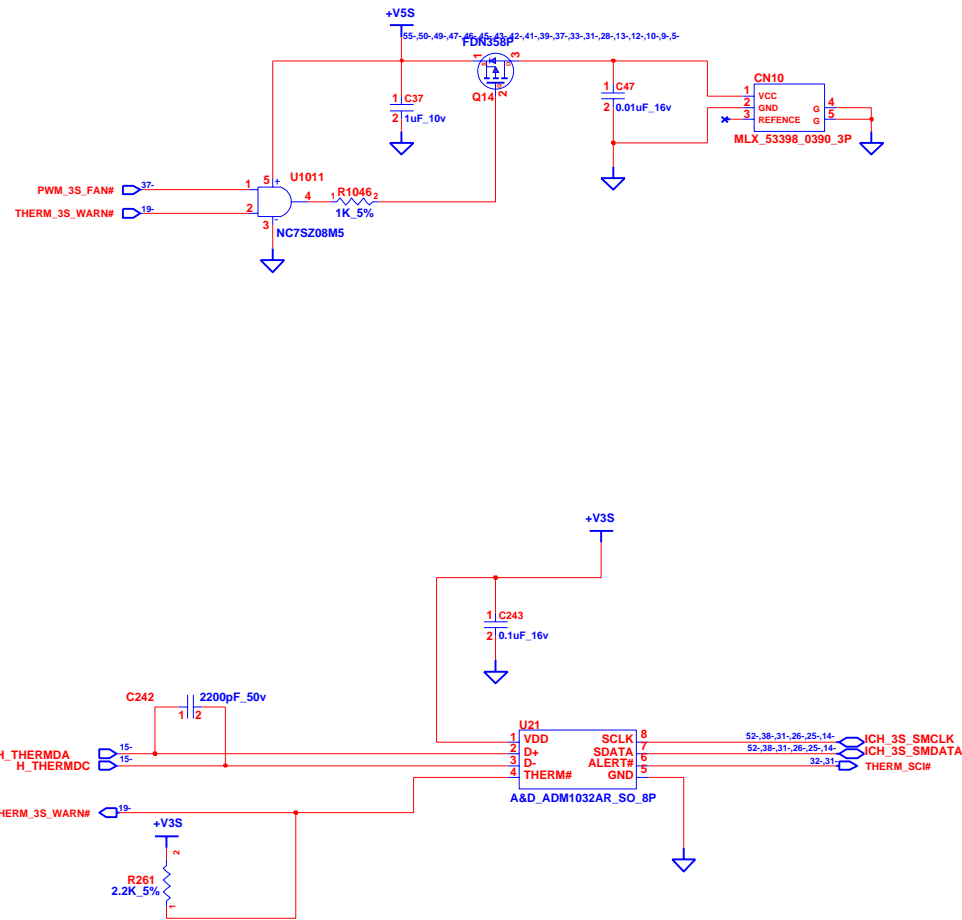 +V5S
55-,50-,49-,47-,46-,45-,43-,42-,41-,39-,37-,33-,31-,28-,13-,12-,10-,9-,5-
FDN358P
1
3
S
D
G
Q14
2
1 C37
2 1uF_10v
1 C47
2 0.01uF_16v
CN10
1 VCC
2 GND G 4
3 REFENCE G 5
MLX_53398_0390_3P
U1011
5 +
PWM_3S_FAN# 37- 1
4
1 R1046 2
1K_5%
THERM_3S_WARN# 19- 2
3 -
NC7SZ08M5
+V3S
1 C243
2 0.1uF_16v
C242 2200pF_50v
1 2
U21
1 VDD SCLK 8 52-,38-,31-,26-,25-,14- ICH_3S_SMCLK
H_THERMDA 15- 2 D+ SDATA 7 52-,38-,31-,26-,25-,14- ICH_3S_SMDATA
H_THERMDC 15- 3 D- ALERT# 6 32-,31- THERM_SCI#
4 THERM# GND 5
A&D_ADM1032AR_SO_8P
HERM_3S_WARN# 19-
+V3S
2
R261
2.2K_5%
1